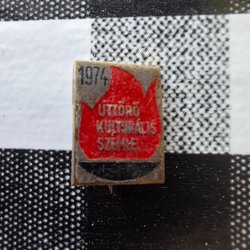 1974
ÚTTÖRŐ
KULTURÁLIS
SZEMLE